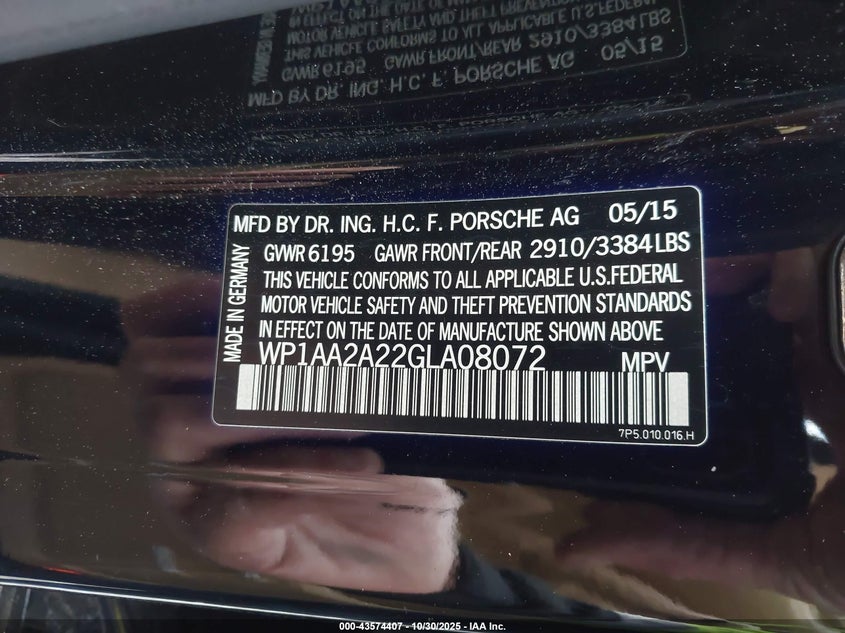 MFD BY DR. ING. H.C. F. PORSCHE AG 05/15
GVWR 6195 GAWR FRONT/REAR 2910/3384LBS
THIS VEHICLE CONFORMS TO ALL APPLICABLE U.S.FEDERAL
MOTOR VEHICLE SAFETY AND THEFT PREVENTION STANDARDS
IN EFFECT ON THE DATE OF MANUFACTURE SHOWN ABOVE
WP1AA2A22GLA08072 MPV
7P5.010.016.H
MADE IN GERMANY
000-43574407 - 10/30/2025 - IAA Inc.